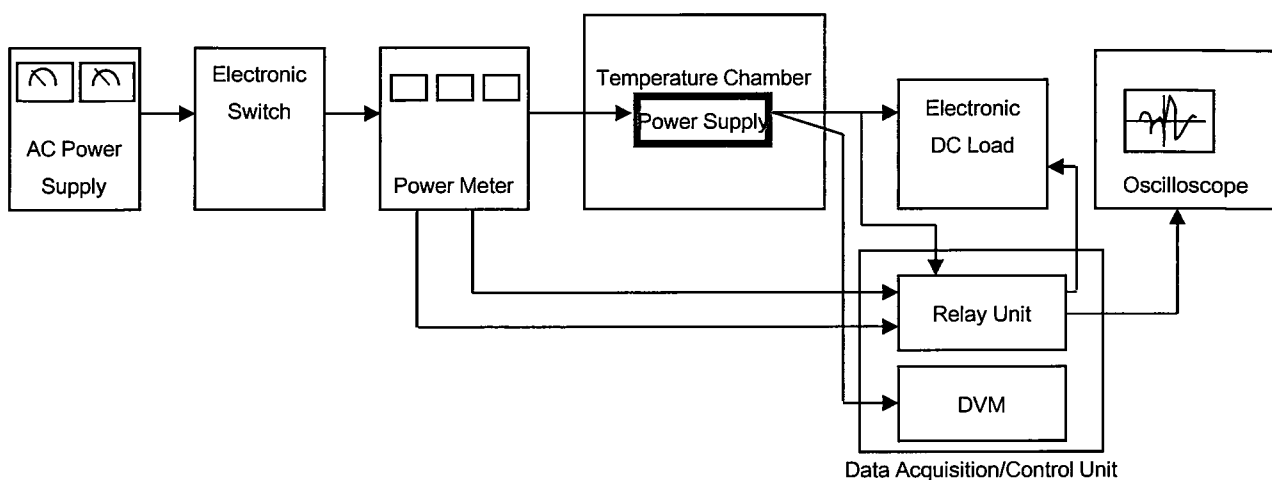 AC Power
Supply
Electronic
Switch
Power Meter
Temperature Chamber
Power Supply
Electronic
DC Load
Oscilloscope
Relay Unit
DVM
Data Acquisition/Control Unit